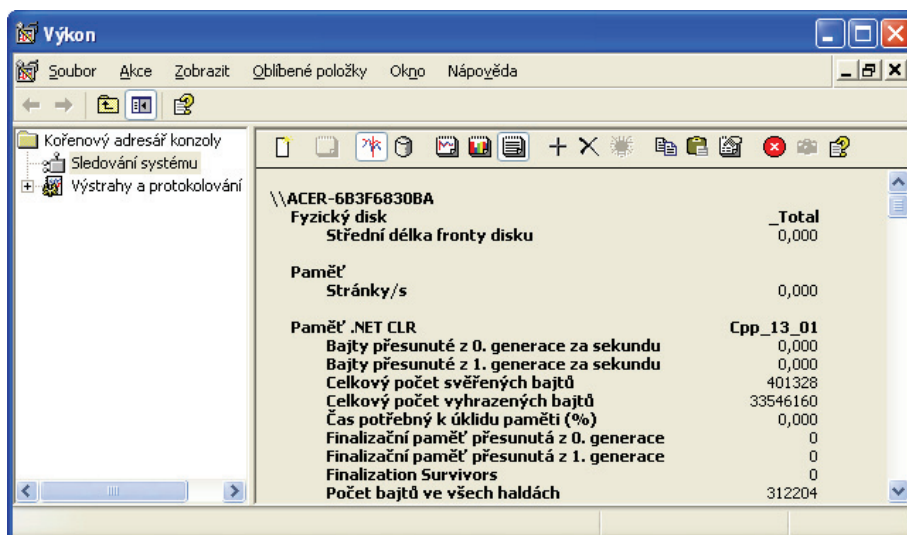 Výkon
Soubor Akce Zobrazit Oblíbené položky Okno Nápověda
Kořenový adresář konzoly
Sledování systému
Výstrahy a protokolování
\\ACER-6B3F6830BA
Fyzický disk _Total
Střední délka fronty disku 0,000
Paměť
Stránky/s 0,000
Paměť .NET CLR Cpp_13_01
Bajty přesunuté z 0. generace za sekundu 0,000
Bajty přesunuté z 1. generace za sekundu 0,000
Celkový počet svěřených bajtů 401328
Celkový počet vyhrazených bajtů 33546160
Čas potřebný k úklidu paměti (%) 0,000
Finalizační paměť přesunutá z 0. generace 0
Finalizační paměť přesunutá z 1. generace 0
Finalization Survivors 0
Počet bajtů ve všech haldách 312204